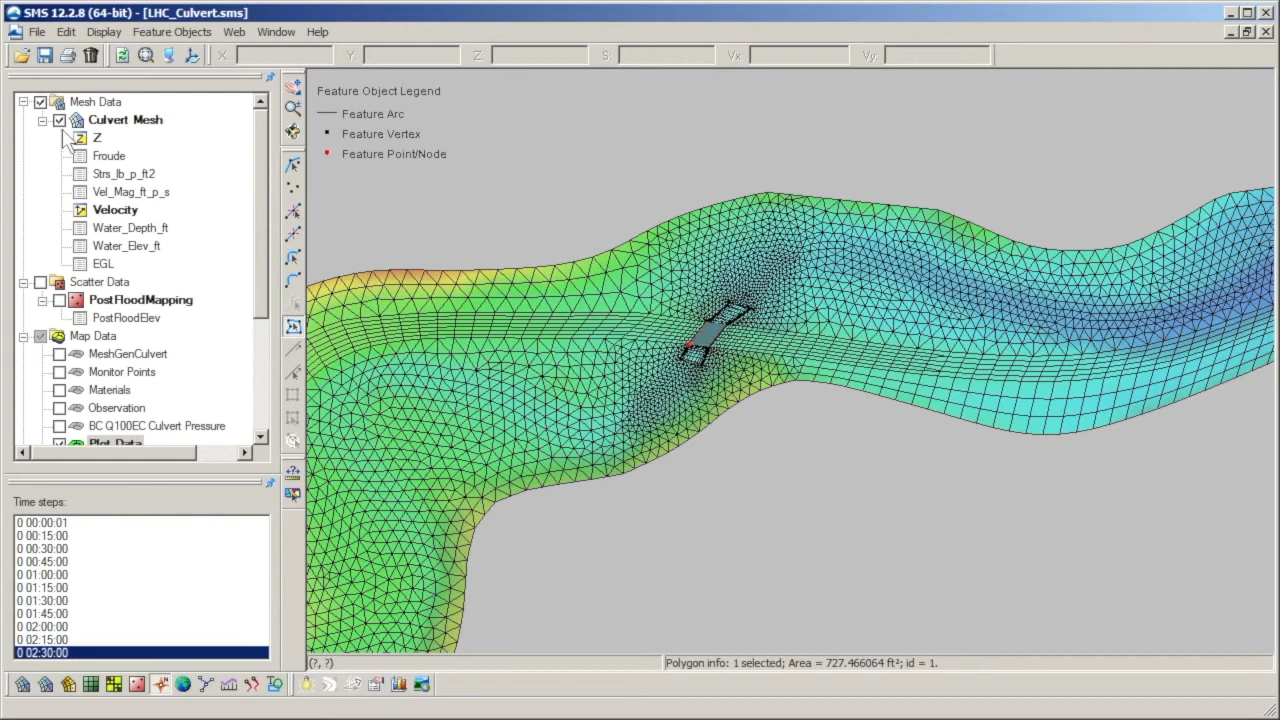 SMS 12.2.8 (64-bit) - [LHC_Culvert.sms]
File Edit Display Feature Objects Web Window Help
X: Y: Z: S: Vx: Vy:
Mesh Data
Culvert Mesh
Z
Froude
Strs_lb_p_ft2
Vel_Mag_ft_p_s
Velocity
Water_Depth_ft
Water_Elev_ft
EGL
Scatter Data
PostFloodMapping
PostFloodElev
Map Data
MeshGenCulvert
Monitor Points
Materials
Observation
BC Q100EC Culvert Pressure
Plot Data
Time steps:
0 00:00:01
0 00:15:00
0 00:30:00
0 00:45:00
0 01:00:00
0 01:15:00
0 01:30:00
0 01:45:00
0 02:00:00
0 02:15:00
0 02:30:00
Feature Object Legend
Feature Arc
Feature Vertex
Feature Point/Node
(?, ?)
Polygon info: 1 selected; Area = 727.466064 ft²; id = 1.